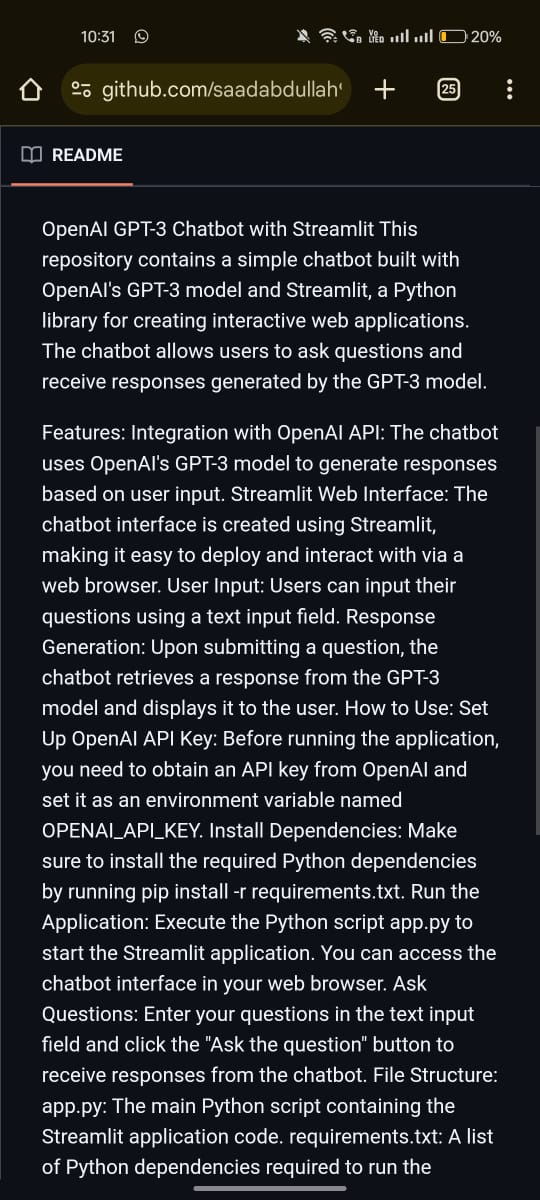 10:31
Vo
LTED
20%
github.com/saadabdullah
25
README
OpenAI GPT-3 Chatbot with Streamlit This
repository contains a simple chatbot built with
OpenAI's GPT-3 model and Streamlit, a Python
library for creating interactive web applications.
The chatbot allows users to ask questions and
receive responses generated by the GPT-3 model.
Features: Integration with OpenAI API: The chatbot
uses OpenAI's GPT-3 model to generate responses
based on user input. Streamlit Web Interface: The
chatbot interface is created using Streamlit,
making it easy to deploy and interact with via a
web browser. User Input: Users can input their
questions using a text input field. Response
Generation: Upon submitting a question, the
chatbot retrieves a response from the GPT-3
model and displays it to the user. How to Use: Set
Up OpenAI API Key: Before running the application,
you need to obtain an API key from OpenAI and
set it as an environment variable named
OPENAI_API_KEY. Install Dependencies: Make
sure to install the required Python dependencies
by running pip install -r requirements.txt. Run the
Application: Execute the Python script app.py to
start the Streamlit application. You can access the
chatbot interface in your web browser. Ask
Questions: Enter your questions in the text input
field and click the "Ask the question" button to
receive responses from the chatbot. File Structure:
app.py: The main Python script containing the
Streamlit application code. requirements.txt: A list
of Python dependencies required to run the